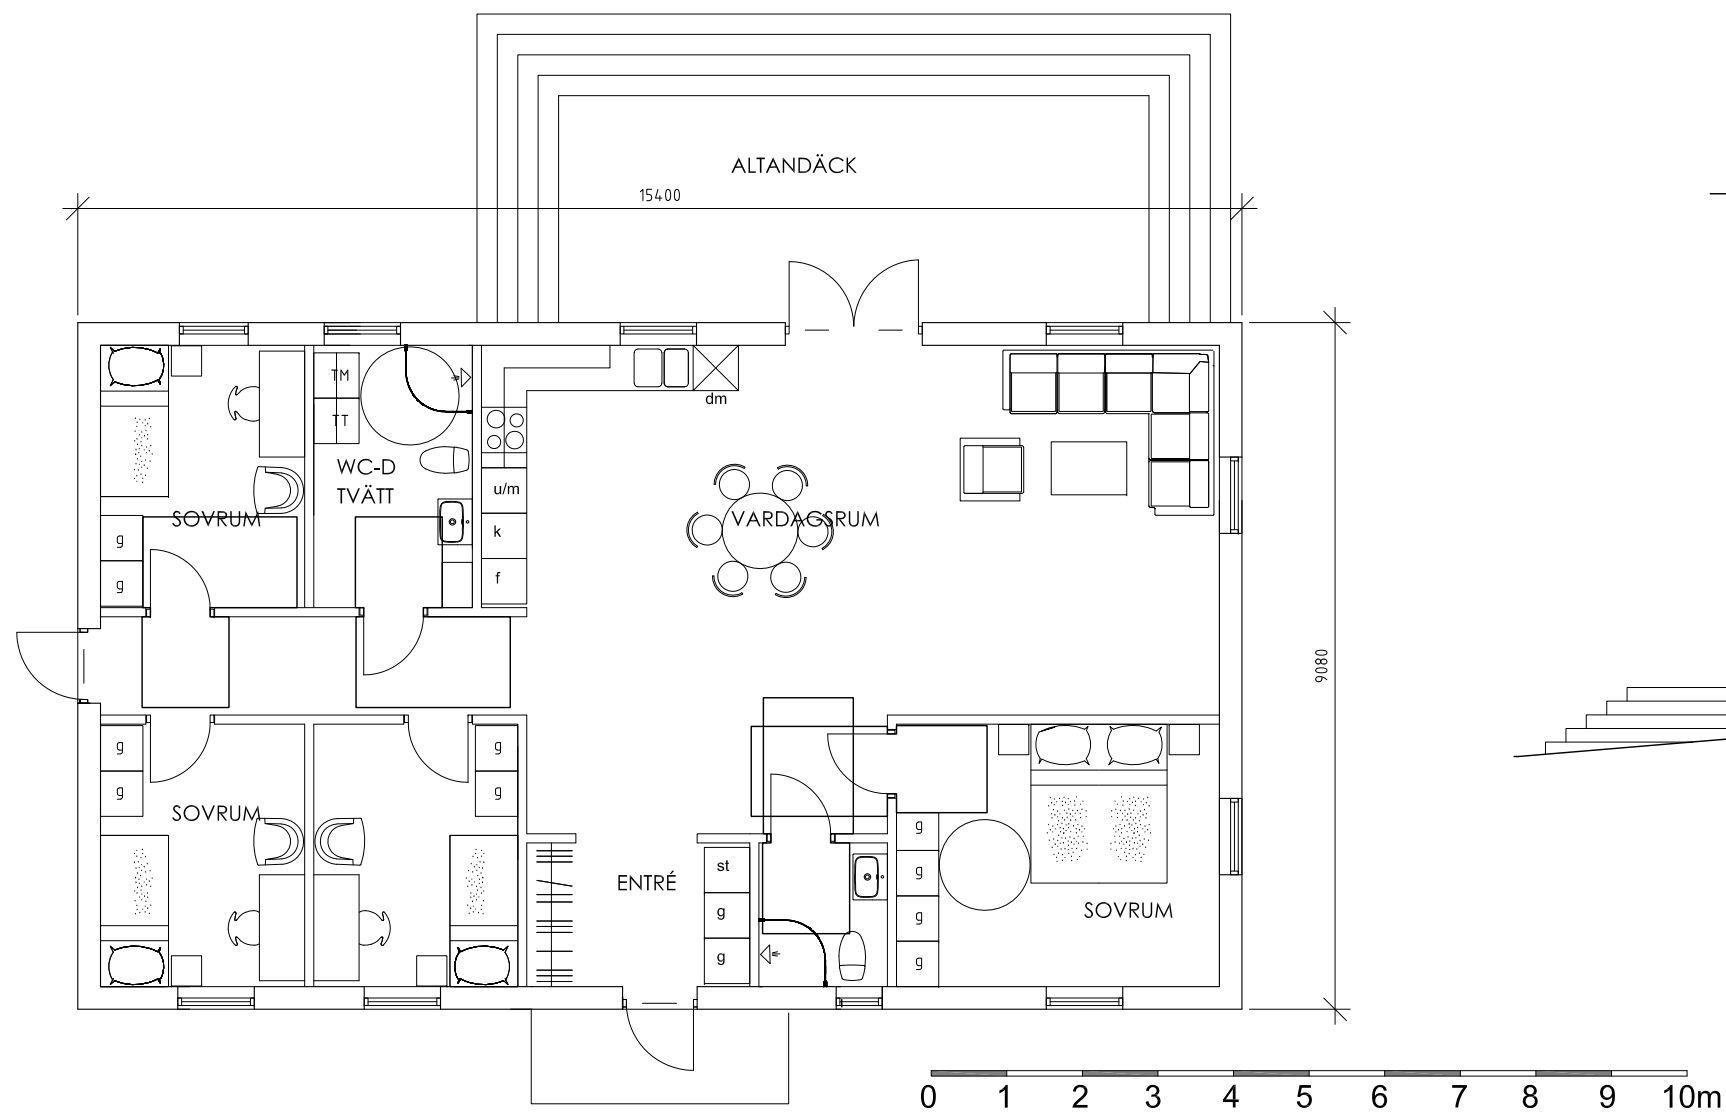 ALTANDÄCK
15400
TM
TT
dm
WC-D
TVÄTT
u/m
k
f
SOVRUM
g
g
VARDAGSRUM
9080
g
g
g
g
SOVRUM
ENTRÉ
st
g
g
g
g
g
g
SOVRUM
0 1 2 3 4 5 6 7 8 9 10m